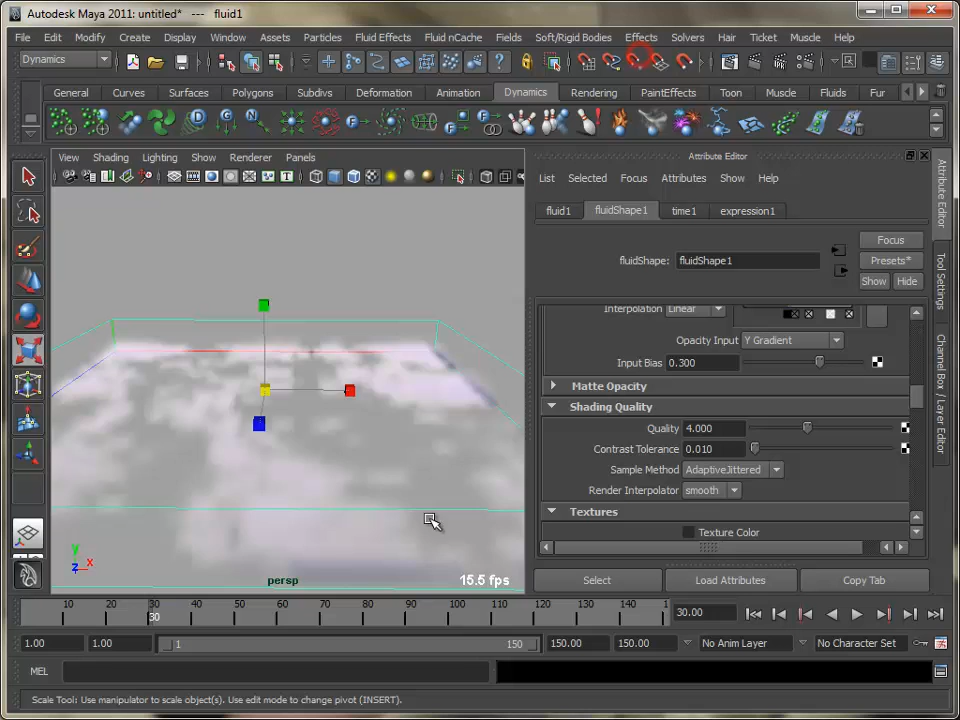 Autodesk Maya 2011: untitled* --- fluid1
File Edit Modify Create Display Window Assets Particles Fluid Effects Fluid nCache Fields Soft/Rigid Bodies Effects Solvers Hair Ticket Muscle Help
Dynamics
General Curves Surfaces Polygons Subdivs Deformation Animation Dynamics Rendering PaintEffects Toon Muscle Fluids Fur
View Shading Lighting Show Renderer Panels
Attribute Editor
List Selected Focus Attributes Show Help
fluid1 fluidShape1 time1 expression1
Focus
fluidShape: fluidShape1
Presets*
Show Hide
Interpolation Linear
Opacity Input Y Gradient
Input Bias 0.300
Matte Opacity
Shading Quality
Quality 4.000
Contrast Tolerance 0.010
Sample Method AdaptiveJittered
Render Interpolator smooth
Textures
Texture Color
Select Load Attributes Copy Tab
Attribute Editor
Tool Settings
Channel Box / Layer Editor
y
z x
persp
15.5 fps
10 20 30 40 50 60 70 80 90 100 110 120 130 140 1
30
30.00
1.00 1.00 1 150 150.00 150.00 No Anim Layer No Character Set
MEL
Scale Tool: Use manipulator to scale object(s). Use edit mode to change pivot (INSERT).